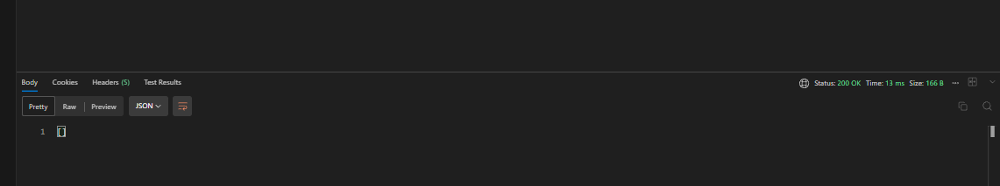 Body Cookies Headers (5) Test Results Status: 200 OK Time: 13 ms Size: 166 B
Pretty Raw Preview JSON
1 []